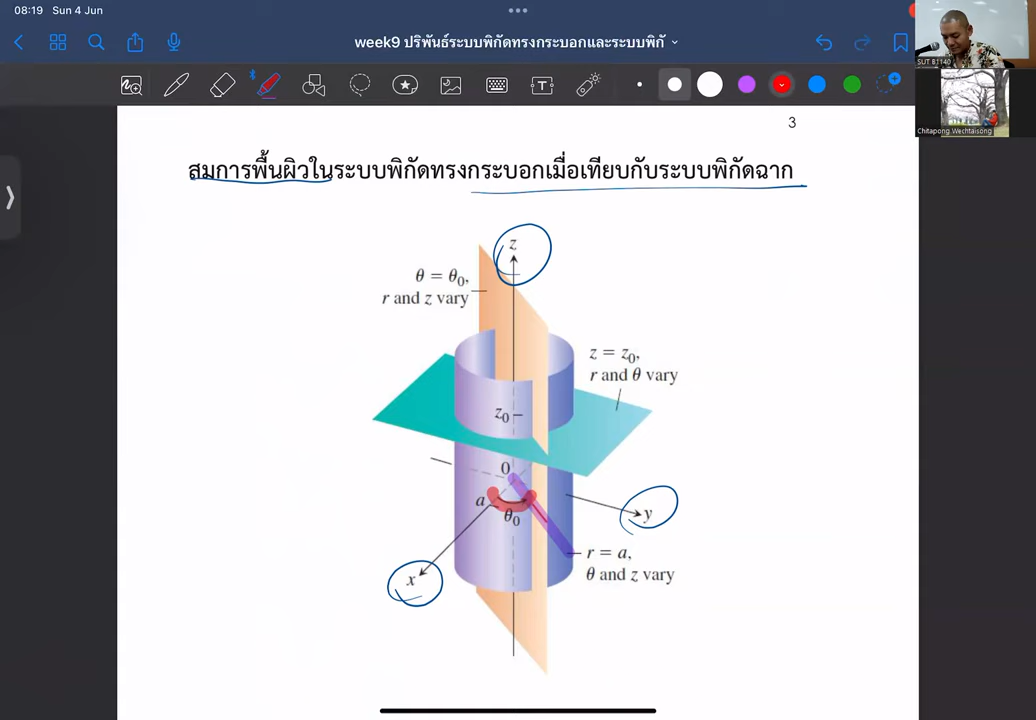 08:19 Sun 4 Jun
week9 ปริพันธ์ระบบพิกัดทรงกระบอกและระบบพิกั
SUT B1140
Chitapong Wechtaisong
3
สมการพื้นผิวในระบบพิกัดทรงกระบอกเมื่อเทียบกับระบบพิกัดฉาก
z
θ = θ₀,
r and z vary
z = z₀,
r and θ vary
z₀
0
a
θ₀
y
r = a,
θ and z vary
x